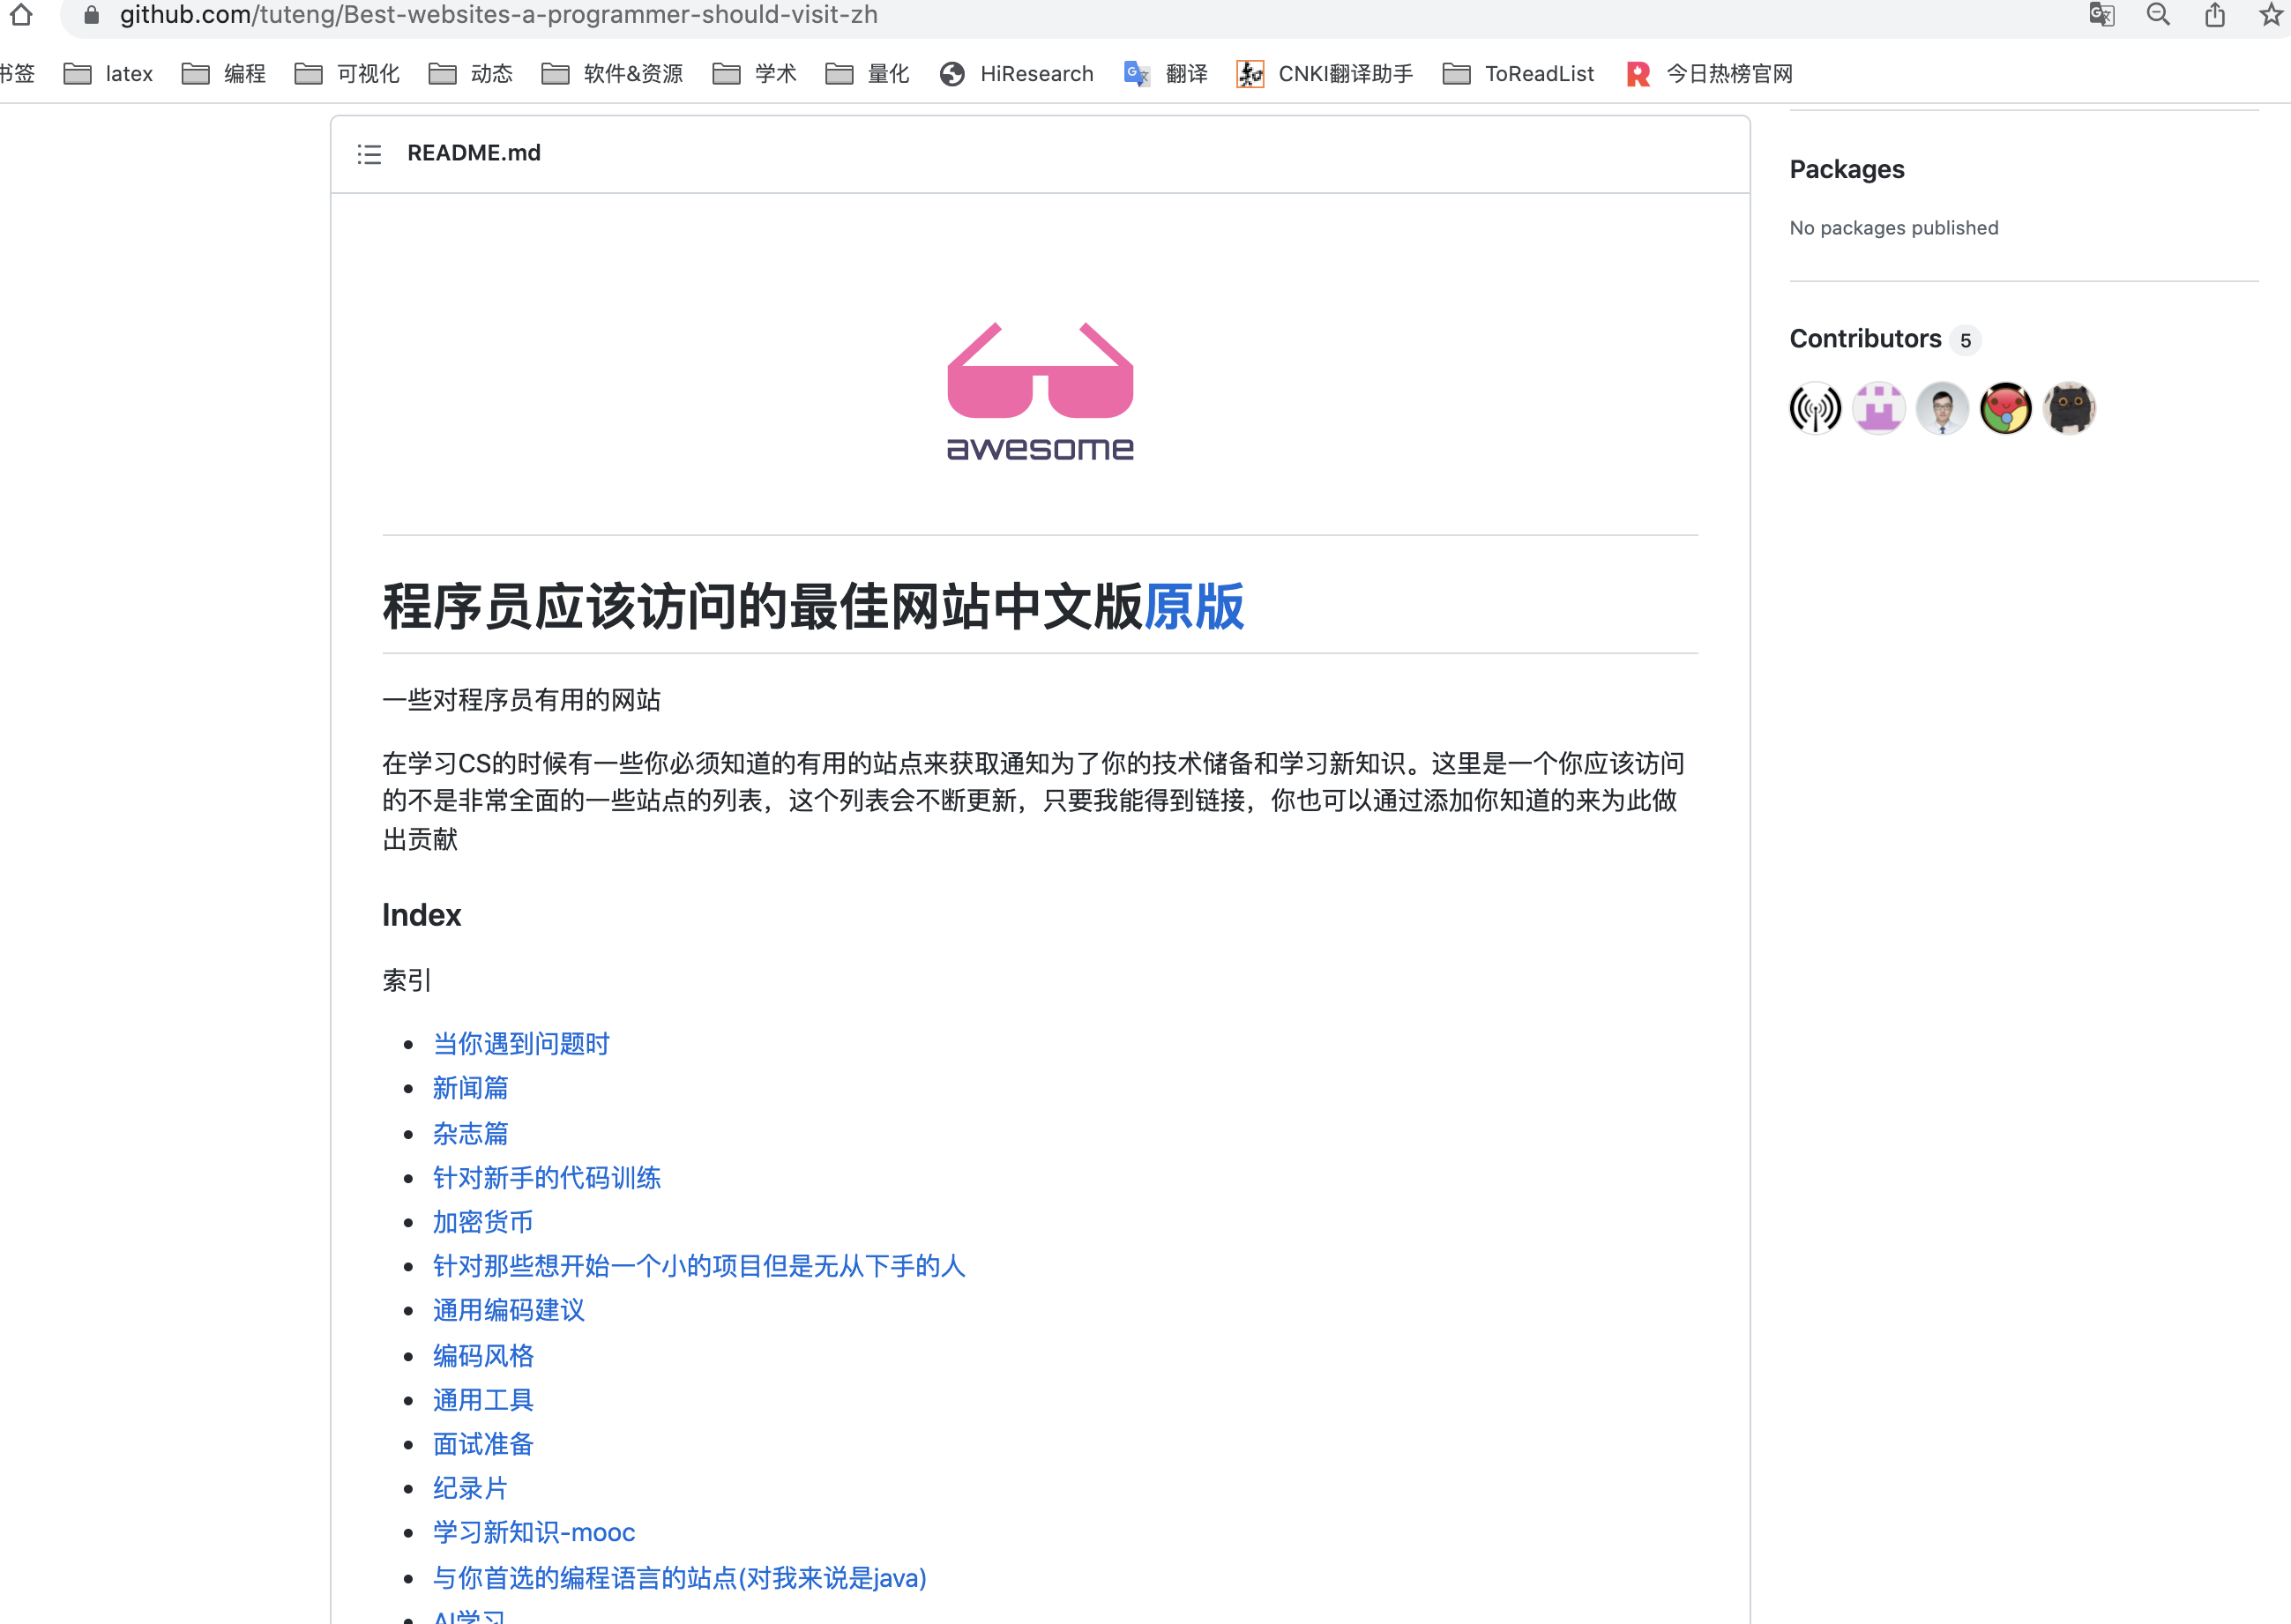 github.com/tuteng/Best-websites-a-programmer-should-visit-zh
书签 latex 编程 可视化 动态 软件&资源 学术 量化 HiResearch 翻译 CNKI翻译助手 ToReadList 今日热榜官网
README.md
awesome
程序员应该访问的最佳网站中文版原版
一些对程序员有用的网站
在学习CS的时候有一些你必须知道的有用的站点来获取通知为了你的技术储备和学习新知识。这里是一个你应该访问
的不是非常全面的一些站点的列表，这个列表会不断更新，只要我能得到链接，你也可以通过添加你知道的来为此做
出贡献
Index
索引
当你遇到问题时
新闻篇
杂志篇
针对新手的代码训练
加密货币
针对那些想开始一个小的项目但是无从下手的人
通用编码建议
编码风格
通用工具
面试准备
纪录片
学习新知识-mooc
与你首选的编程语言的站点(对我来说是java)
AI学习
Packages
No packages published
Contributors 5